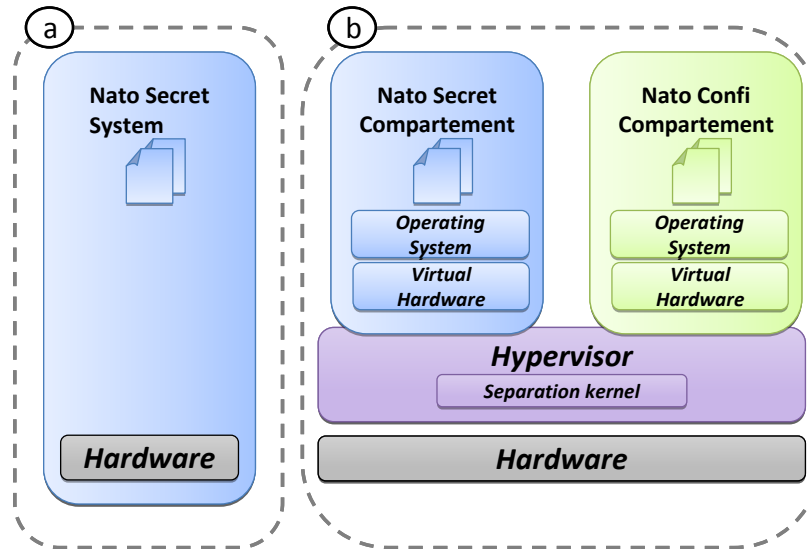 a
Nato Secret
System
Hardware
b
Nato Secret
Compartement
Operating
System
Virtual
Hardware
Nato Confi
Compartement
Operating
System
Virtual
Hardware
Hypervisor
Separation kernel
Hardware